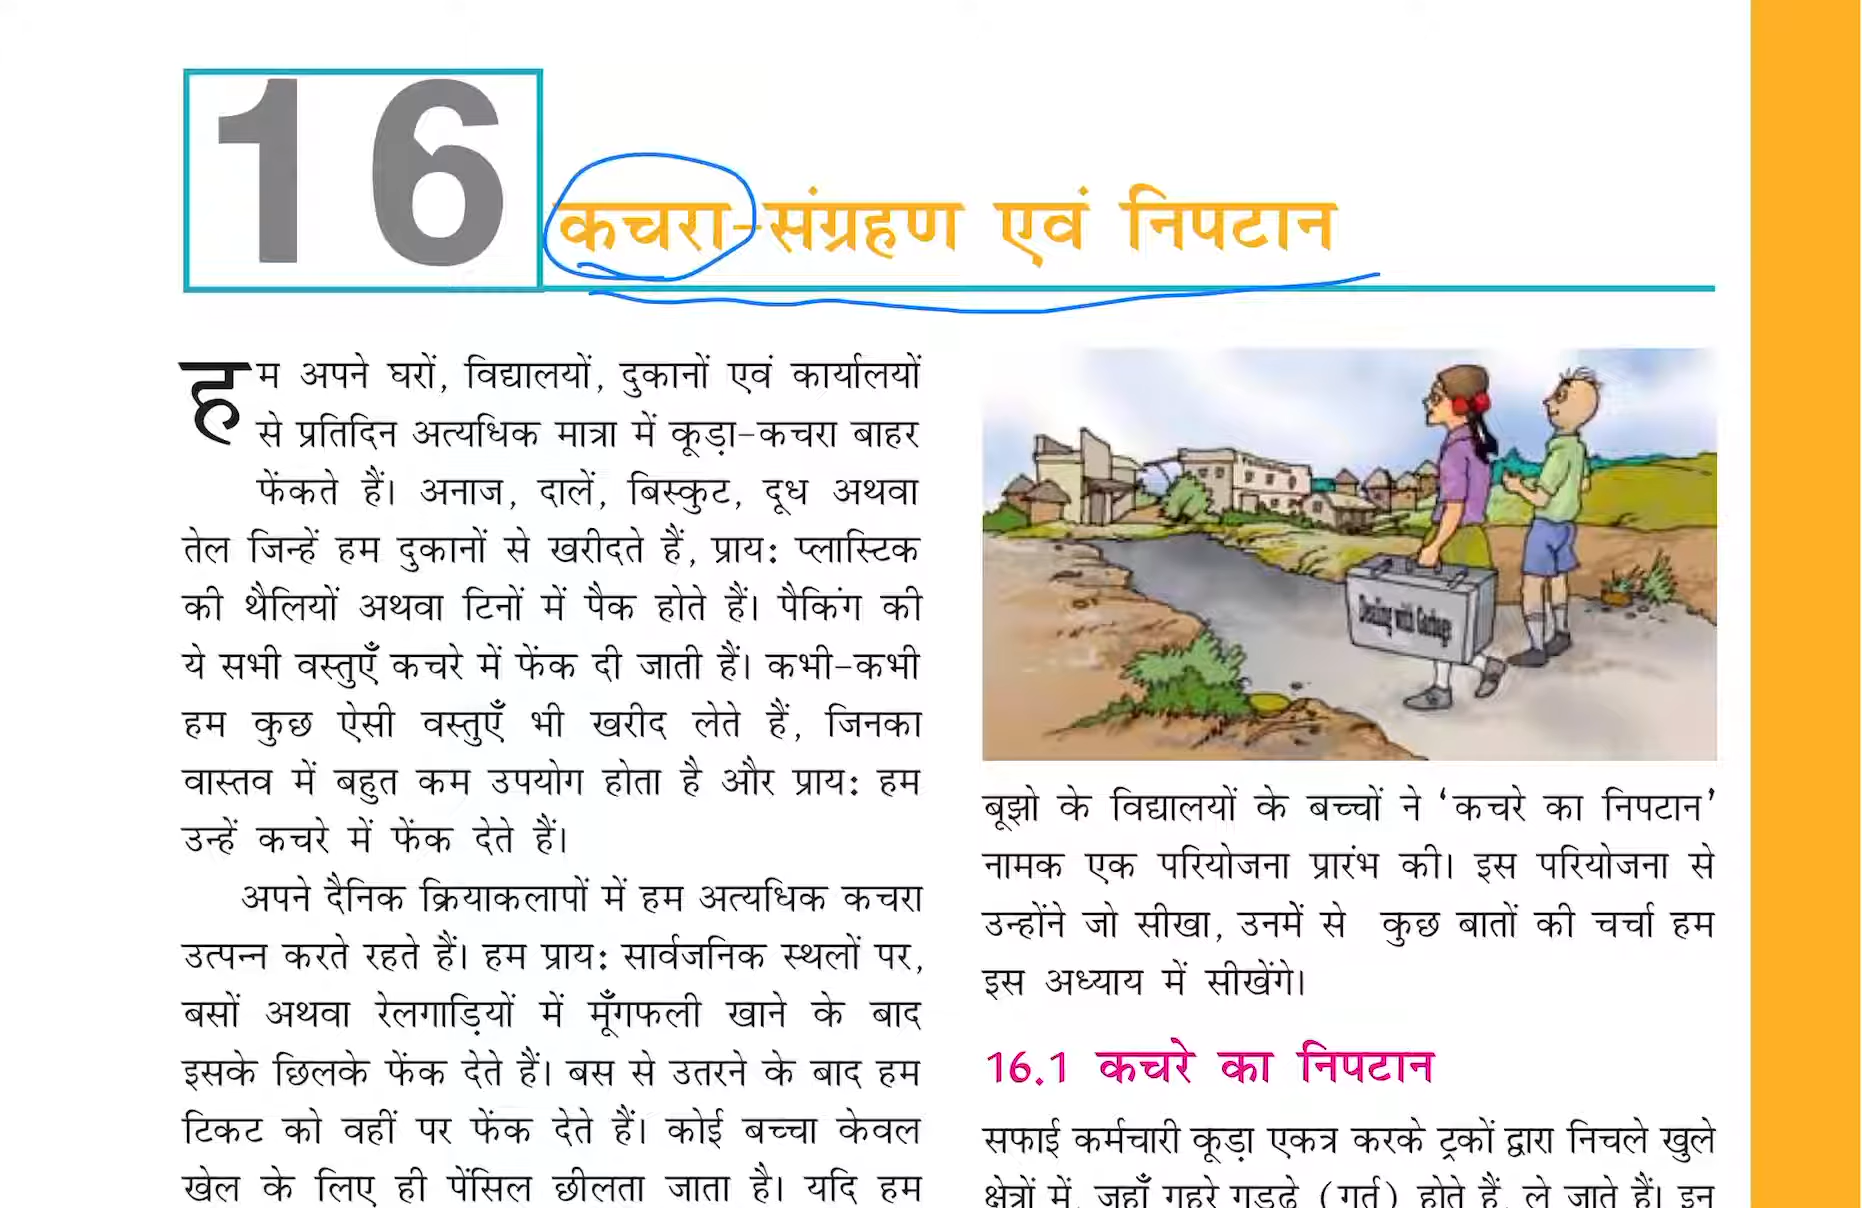 16
कचरा-संग्रहण एवं निपटान
हम अपने घरों, विद्यालयों, दुकानों एवं कार्यालयों
से प्रतिदिन अत्यधिक मात्रा में कूड़ा-कचरा बाहर
फेंकते हैं। अनाज, दालें, बिस्कुट, दूध अथवा
तेल जिन्हें हम दुकानों से खरीदते हैं, प्राय: प्लास्टिक
की थैलियों अथवा टिनों में पैक होते हैं। पैकिंग की
ये सभी वस्तुएँ कचरे में फेंक दी जाती हैं। कभी-कभी
हम कुछ ऐसी वस्तुएँ भी खरीद लेते हैं, जिनका
वास्तव में बहुत कम उपयोग होता है और प्राय: हम
उन्हें कचरे में फेंक देते हैं।
अपने दैनिक क्रियाकलापों में हम अत्यधिक कचरा
उत्पन्न करते रहते हैं। हम प्राय: सार्वजनिक स्थलों पर,
बसों अथवा रेलगाड़ियों में मूँगफली खाने के बाद
इसके छिलके फेंक देते हैं। बस से उतरने के बाद हम
टिकट को वहीं पर फेंक देते हैं। कोई बच्चा केवल
खेल के लिए ही पेंसिल छीलता जाता है। यदि हम
Dealing with Garbage
बूझो के विद्यालयों के बच्चों ने ‘कचरे का निपटान’
नामक एक परियोजना प्रारंभ की। इस परियोजना से
उन्होंने जो सीखा, उनमें से कुछ बातों की चर्चा हम
इस अध्याय में सीखेंगे।
16.1 कचरे का निपटान
सफाई कर्मचारी कूड़ा एकत्र करके ट्रकों द्वारा निचले खुले
क्षेत्रों में, जहाँ गहरे गड्ढे (गर्त) होते हैं, ले जाते हैं। इन